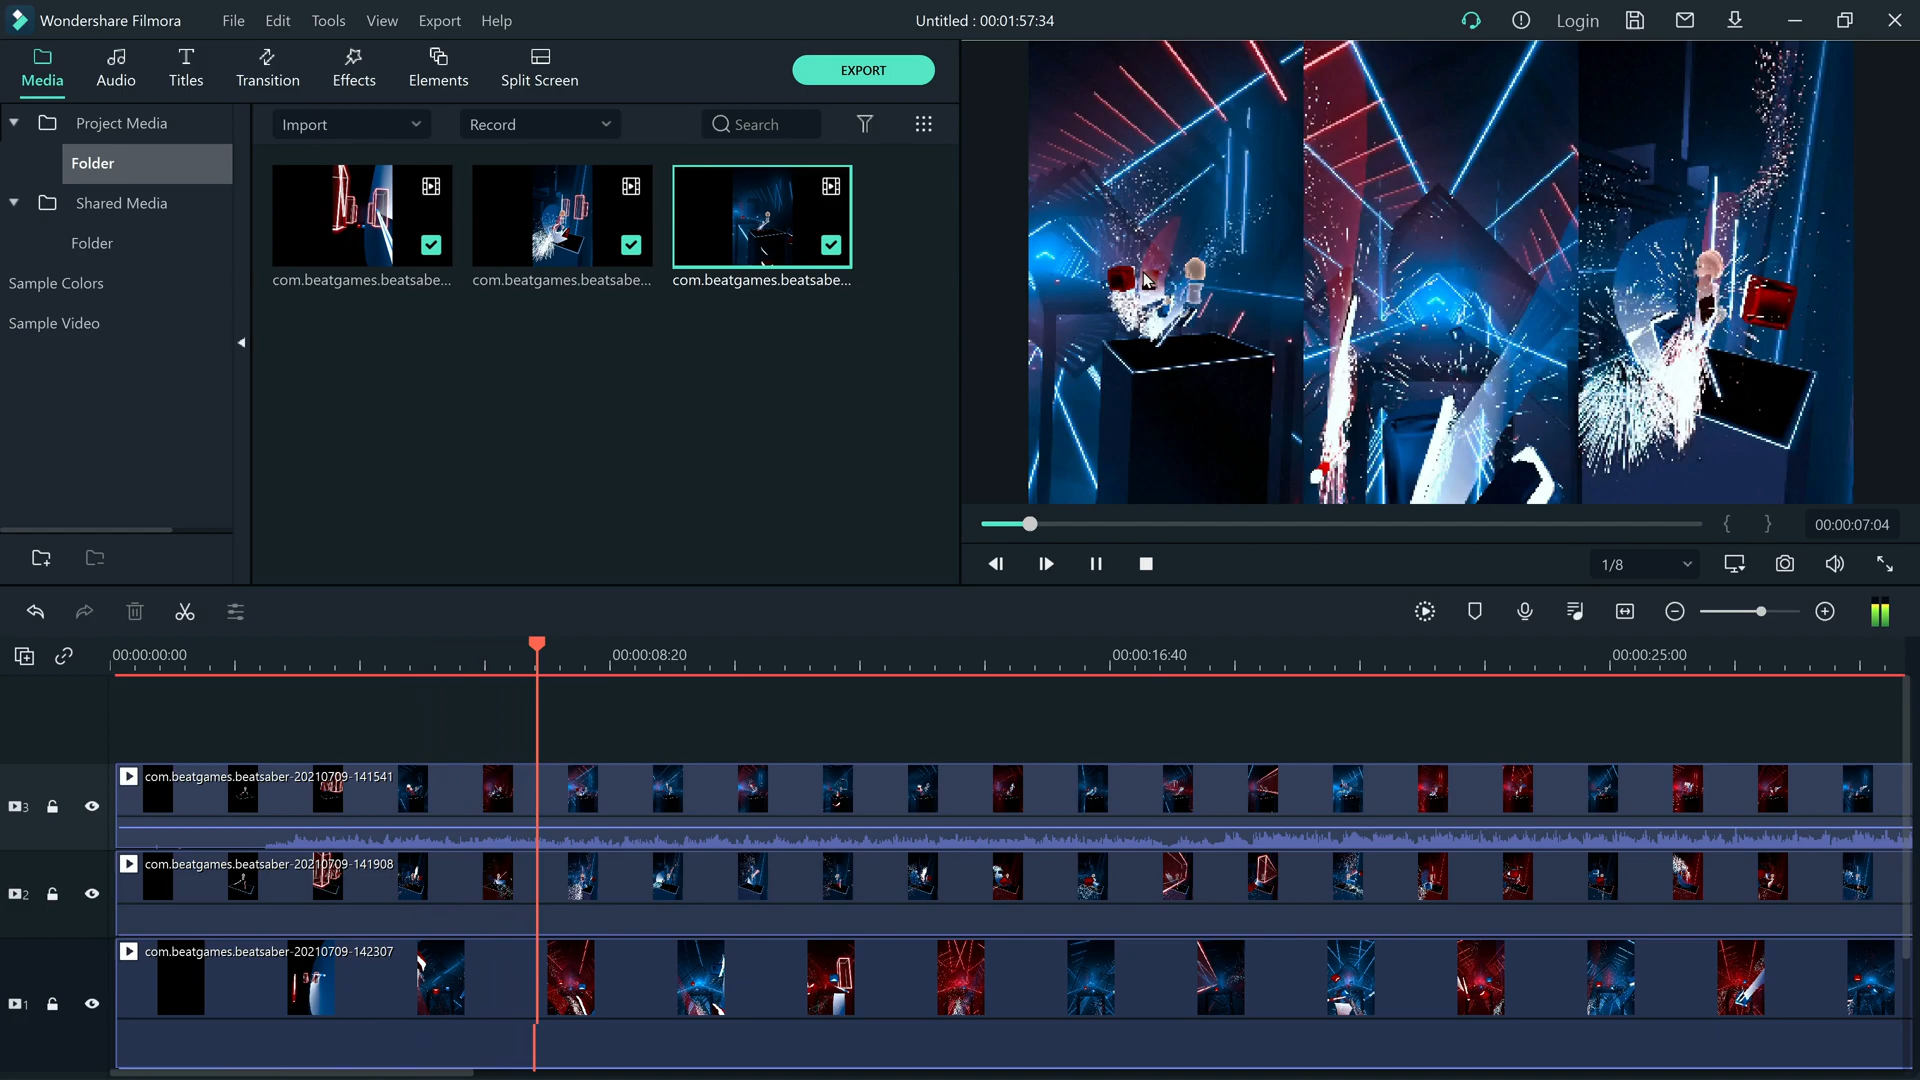 Wondershare Filmora
File
Edit
Tools
View
Export
Help
Untitled : 00:01:57:34
Login
Media
Audio
Titles
Transition
Effects
Elements
Split Screen
EXPORT
Project Media
Folder
Shared Media
Folder
Sample Colors
Sample Video
Import
Record
Search
com.beatgames.beatsabe...
com.beatgames.beatsabe...
com.beatgames.beatsabe...
{ }
00:00:07:04
1/8
00:00:00:00
00:00:08:20
00:00:16:40
00:00:25:00
3
com.beatgames.beatsaber-20210709-141541
2
com.beatgames.beatsaber-20210709-141908
1
com.beatgames.beatsaber-20210709-142307